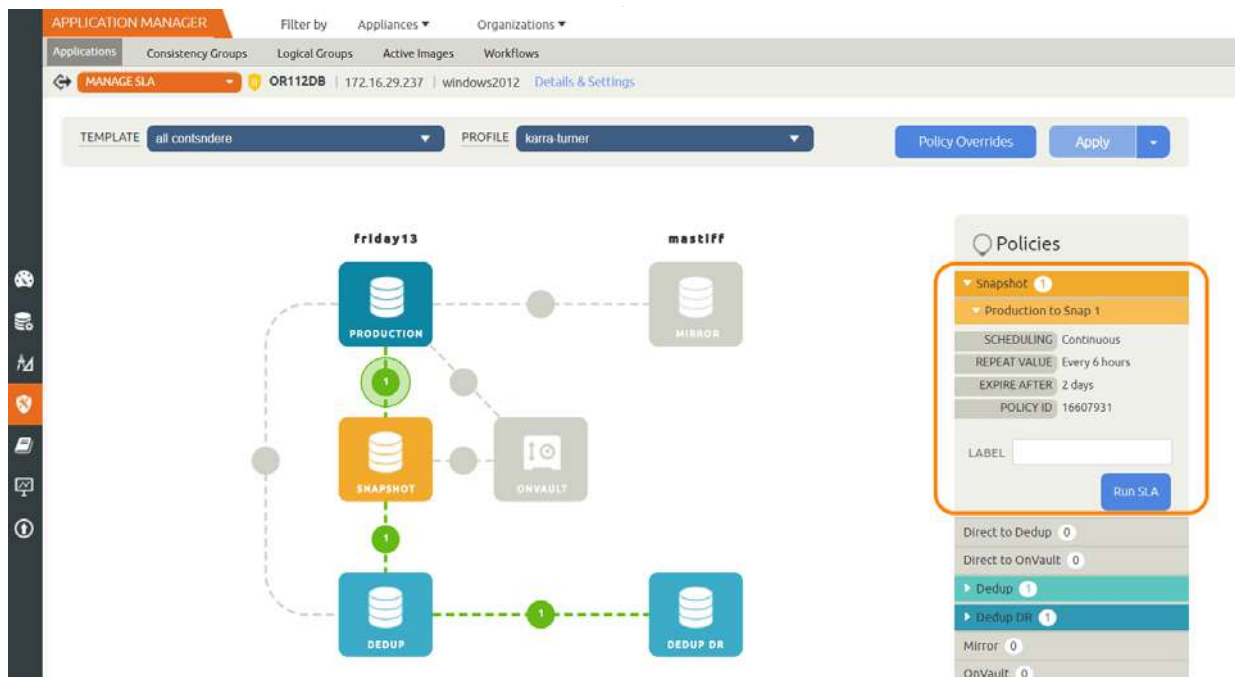 APPLICATION MANAGER Filter by Appliances Organizations
Applications Consistency Groups Logical Groups Active Images Workflows
MANAGE SLA OR112DB | 172.16.29.237 | windows2012 Details & Settings
TEMPLATE all contsndere PROFILE karra-turner Policy Overrides Apply
friday13 mastiff
PRODUCTION
MIRROR
1
SNAPSHOT
ONVAULT
1
DEDUP
1
DEDUP DR
Policies
Snapshot 1
Production to Snap 1
SCHEDULING Continuous
REPEAT VALUE Every 6 hours
EXPIRE AFTER 2 days
POLICY ID 16607931
LABEL
Run SLA
Direct to Dedup 0
Direct to OnVault 0
Dedup 1
Dedup DR 1
Mirror 0
OnVault 0